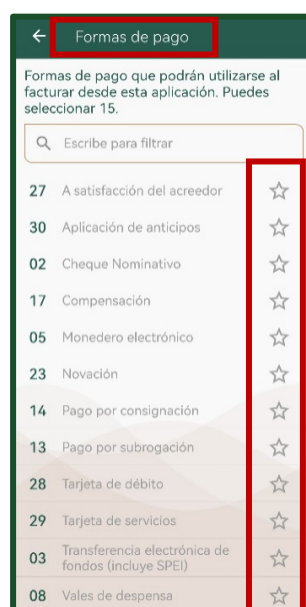 Formas de pago
Formas de pago que podrán utilizarse al
facturar desde esta aplicación. Puedes
seleccionar 15.
Escribe para filtrar
27 A satisfacción del acreedor
30 Aplicación de anticipos
02 Cheque Nominativo
17 Compensación
05 Monedero electrónico
23 Novación
14 Pago por consignación
13 Pago por subrogación
28 Tarjeta de débito
29 Tarjeta de servicios
03 Transferencia electrónica de
fondos (incluye SPEI)
08 Vales de despensa